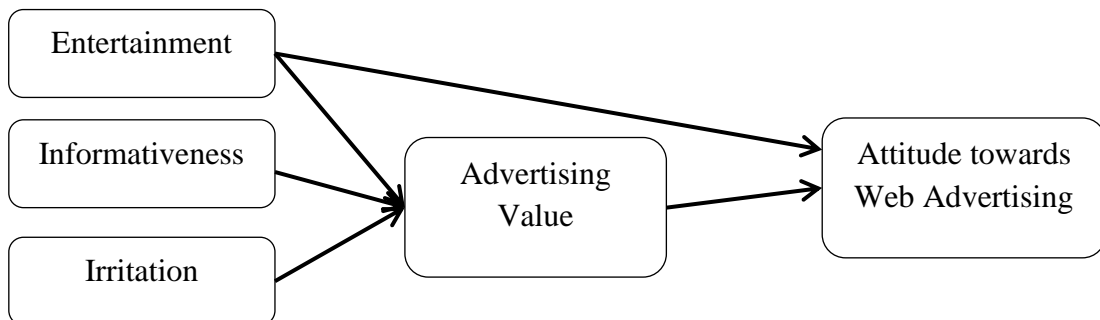 Entertainment
Informativeness
Irritation
Advertising
Value
Attitude towards
Web Advertising